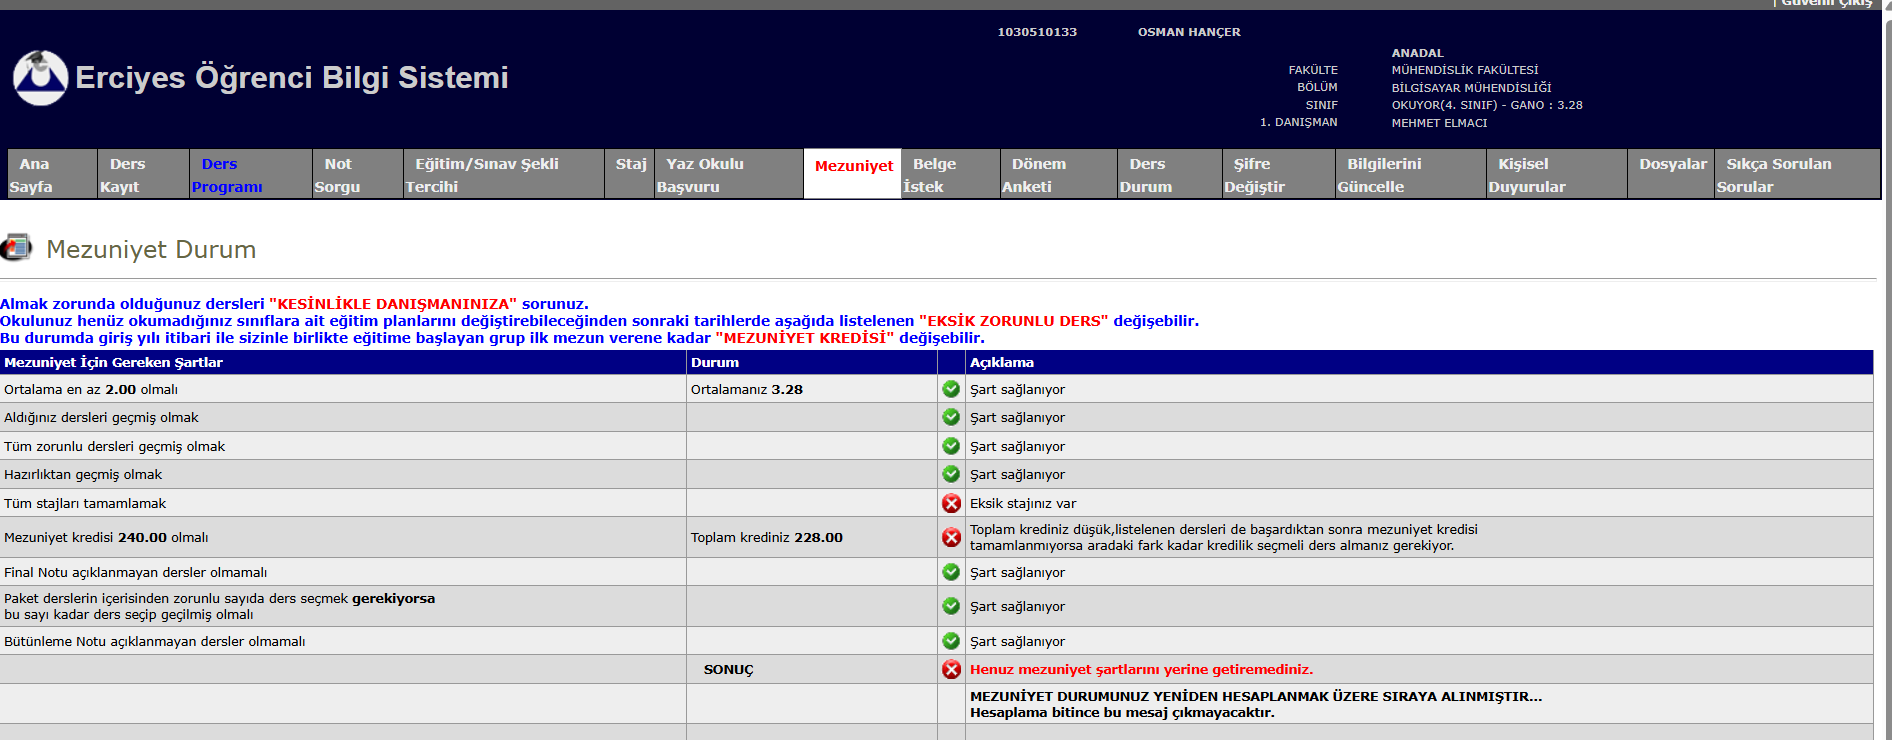 | Güvenli Çıkış
1030510133 OSMAN HANÇER
ANADAL
FAKÜLTE MÜHENDİSLİK FAKÜLTESİ
BÖLÜM BİLGİSAYAR MÜHENDİSLİĞİ
SINIF OKUYOR(4. SINIF) - GANO : 3.28
1. DANIŞMAN MEHMET ELMACI
Erciyes Öğrenci Bilgi Sistemi
Ana Sayfa
Ders Kayıt
Ders Programı
Not Sorgu
Eğitim/Sınav Şekli Tercihi
Staj
Yaz Okulu Başvuru
Mezuniyet
Belge İstek
Dönem Anketi
Ders Durum
Şifre Değiştir
Bilgilerini Güncelle
Kişisel Duyurular
Dosyalar
Sıkça Sorulan Sorular
Mezuniyet Durum
Almak zorunda olduğunuz dersleri "KESİNLİKLE DANIŞMANINIZA" sorunuz.
Okulunuz henüz okumadığınız sınıflara ait eğitim planlarını değiştirebileceğinden sonraki tarihlerde aşağıda listelenen "EKSİK ZORUNLU DERS" değişebilir.
Bu durumda giriş yılı itibari ile sizinle birlikte eğitime başlayan grup ilk mezun verene kadar "MEZUNİYET KREDİSİ" değişebilir.
Mezuniyet İçin Gereken Şartlar Durum Açıklama
Ortalama en az 2.00 olmalı Ortalamanız 3.28 Şart sağlanıyor
Aldığınız dersleri geçmiş olmak Şart sağlanıyor
Tüm zorunlu dersleri geçmiş olmak Şart sağlanıyor
Hazırlıktan geçmiş olmak Şart sağlanıyor
Tüm stajları tamamlamak Eksik stajınız var
Mezuniyet kredisi 240.00 olmalı Toplam krediniz 228.00 Toplam krediniz düşük,listelenen dersleri de başardıktan sonra mezuniyet kredisi
tamamlanmıyorsa aradaki fark kadar kredilik seçmeli ders almanız gerekiyor.
Final Notu açıklanmayan dersler olmamalı Şart sağlanıyor
Paket derslerin içerisinden zorunlu sayıda ders seçmek gerekiyorsa
bu sayı kadar ders seçip geçilmiş olmalı Şart sağlanıyor
Bütünleme Notu açıklanmayan dersler olmamalı Şart sağlanıyor
SONUÇ Henuz mezuniyet şartlarını yerine getiremediniz.
MEZUNİYET DURUMUNUZ YENİDEN HESAPLANMAK ÜZERE SIRAYA ALINMIŞTIR...
Hesaplama bitince bu mesaj çıkmayacaktır.